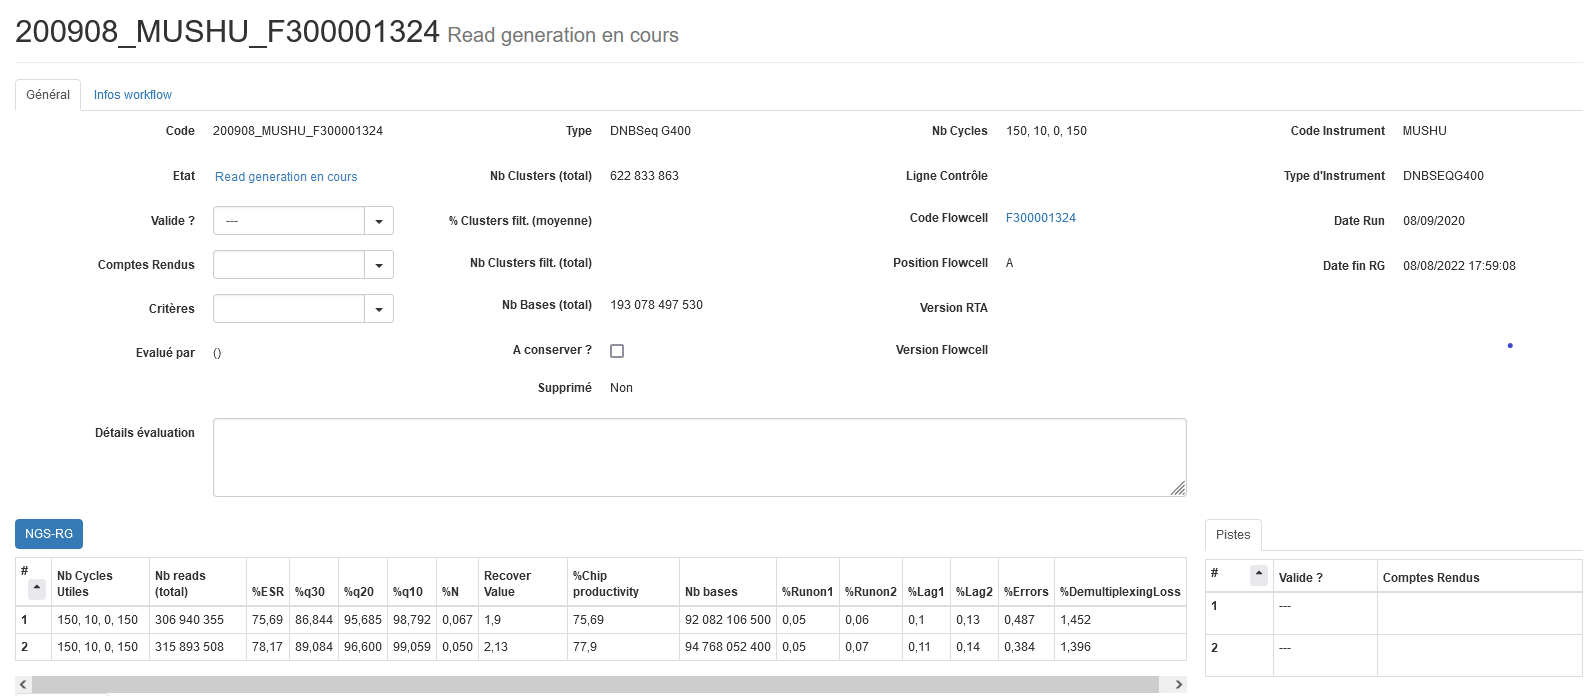 200908_MUSHU_F300001324 Read generation en cours
Général Infos workflow
Code 200908_MUSHU_F300001324 Type DNBSeq G400 Nb Cycles 150, 10, 0, 150 Code Instrument MUSHU
Etat Read generation en cours Nb Clusters (total) 622 833 863 Ligne Contrôle Type d'Instrument DNBSEQG400
Valide ? --- % Clusters filt. (moyenne) Code Flowcell F300001324 Date Run 08/09/2020
Comptes Rendus Nb Clusters filt. (total) Position Flowcell A Date fin RG 08/08/2022 17:59:08
Critères Nb Bases (total) 193 078 497 530 Version RTA
Evalué par () A conserver ? Version Flowcell
Supprimé Non
Détails évaluation
NGS-RG
# Nb Cycles Utiles Nb reads (total) %ESR %q30 %q20 %q10 %N Recover Value %Chip productivity Nb bases %Runon1 %Runon2 %Lag1 %Lag2 %Errors %DemultiplexingLoss
1 150, 10, 0, 150 306 940 355 75,69 86,844 95,685 98,792 0,067 1,9 75,69 92 082 106 500 0,05 0,06 0,1 0,13 0,487 1,452
2 150, 10, 0, 150 315 893 508 78,17 89,084 96,600 99,059 0,050 2,13 77,9 94 768 052 400 0,05 0,07 0,11 0,14 0,384 1,396
Pistes
# Valide ? Comptes Rendus
1 ---
2 ---